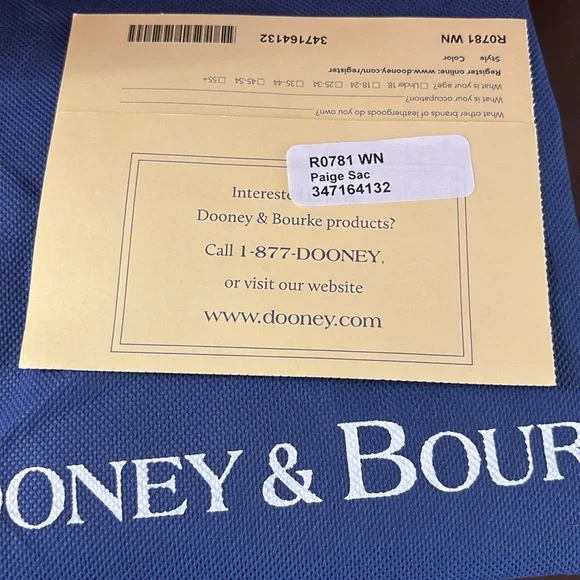 R0781 WN 347164132
Style Color
Register online: www.dooney.com/register
What is your age? Under 18 18-24 25-34 35-44 45-54 55+
What is your occupation?
What other brands of leathergoods do you own?
R0781 WN
Paige Sac
347164132
Interested
Dooney & Bourke products?
Call 1-877-DOONEY,
or visit our website
www.dooney.com
OONEY & BOUR